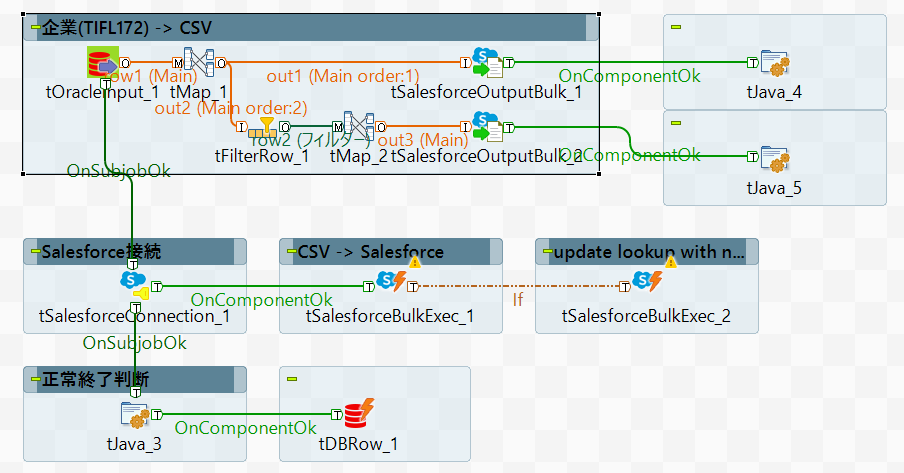 企業(TIFL172) -> CSV
row1 (Main)
out1 (Main order:1)
OnComponentOk
tOracleInput_1
tMap_1
tSalesforceOutputBulk_1
tJava_4
out2 (Main order:2)
row2 (フィルター)
out3 (Main)
tFilterRow_1
tMap_2
tSalesforceOutputBulk_2
OnComponentOk
OnSubjobOk
tJava_5
Salesforce接続
CSV -> Salesforce
update lookup with n...
OnComponentOk
If
tSalesforceConnection_1
tSalesforceBulkExec_1
tSalesforceBulkExec_2
OnSubjobOk
正常終了判断
OnComponentOk
tJava_3
tDBRow_1